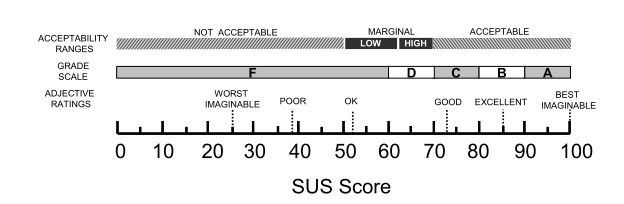 ACCEPTABILITY RANGES
NOT ACCEPTABLE
MARGINAL
ACCEPTABLE
LOW
HIGH
GRADE SCALE
F D C B A
ADJECTIVE RATINGS
WORST IMAGINABLE
POOR
OK
GOOD
EXCELLENT
BEST IMAGINABLE
0 10 20 30 40 50 60 70 80 90 100
SUS Score